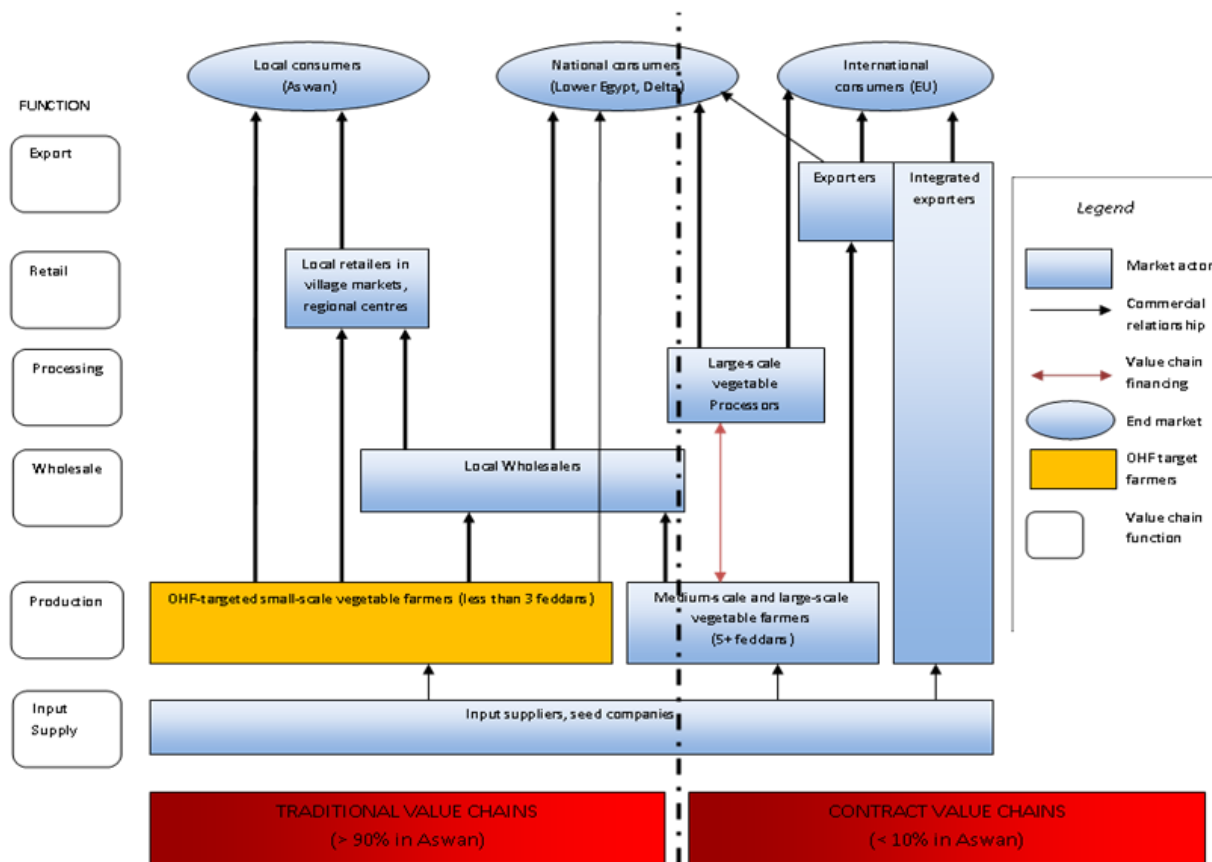 Local consumers
(Aswan)
National consumers
(Lower Egypt, Delta)
International
consumers (EU)
FUNCTION
Export
Exporters
Integrated
exporters
Legend
Retail
Local retailers in
village markets,
regional centres
Market actor
Commercial
relationship
Processing
Large-scale
vegetable
Processors
Value chain
financing
End market
Wholesale
Local Wholesalers
OHF target
farmers
Value chain
function
Production
OHF-targeted small-scale vegetable farmers (less than 3 feddans)
Medium-scale and large-scale
vegetable farmers
(5+ feddans)
Input
Supply
Input suppliers, seed companies
TRADITIONAL VALUE CHAINS
(> 90% in Aswan)
CONTRACT VALUE CHAINS
(< 10% in Aswan)